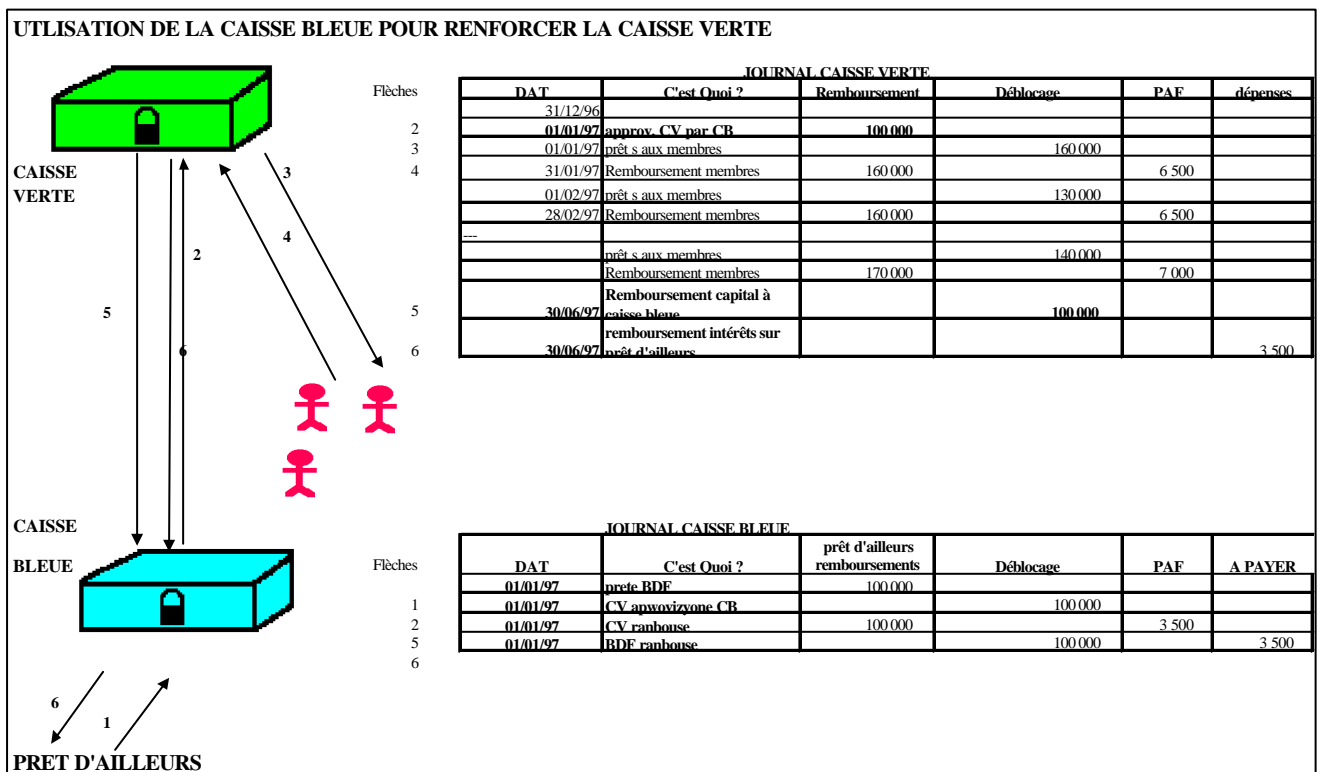 UTLISATION DE LA CAISSE BLEUE POUR RENFORCER LA CAISSE VERTE
JOURNAL CAISSE VERTE
Flèches DAT C'est Quoi ? Remboursement Déblocage PAF dépenses
31/12/96
2 01/01/97 approv. CV par CB 100 000
3 01/01/97 prêt s aux membres 160 000
4 31/01/97 Remboursement membres 160 000 6 500
01/02/97 prêt s aux membres 130 000
28/02/97 Remboursement membres 160 000 6 500
---
prêt s aux membres 140 000
Remboursement membres 170 000 7 000
Remboursement capital à
5 30/06/97 caisse bleue 100 000
remboursement intérêts sur
6 30/06/97 prêt d'ailleurs 3 500
CAISSE
VERTE
3
4
2
5
6
CAISSE
BLEUE
JOURNAL CAISSE BLEUE
prêt d'ailleurs
Flèches DAT C'est Quoi ? remboursements Déblocage PAF A PAYER
01/01/97 prete BDF 100 000
1 01/01/97 CV apwovizyone CB 100 000
2 01/01/97 CV ranbouse 100 000 3 500
5 01/01/97 BDF ranbouse 100 000 3 500
6
6
1
PRET D'AILLEURS